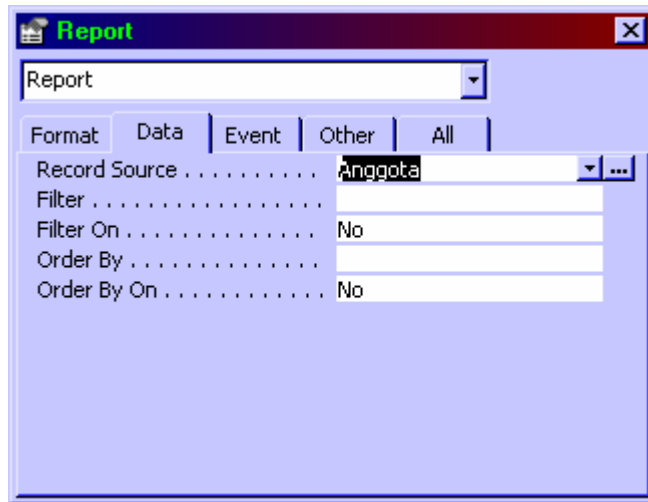 Report
Report
Format Data Event Other All
Record Source . . . . . . . . . . Anggota
Filter . . . . . . . . . . . . . . . . .
Filter On . . . . . . . . . . . . . . No
Order By . . . . . . . . . . . . . .
Order By On . . . . . . . . . . . . No